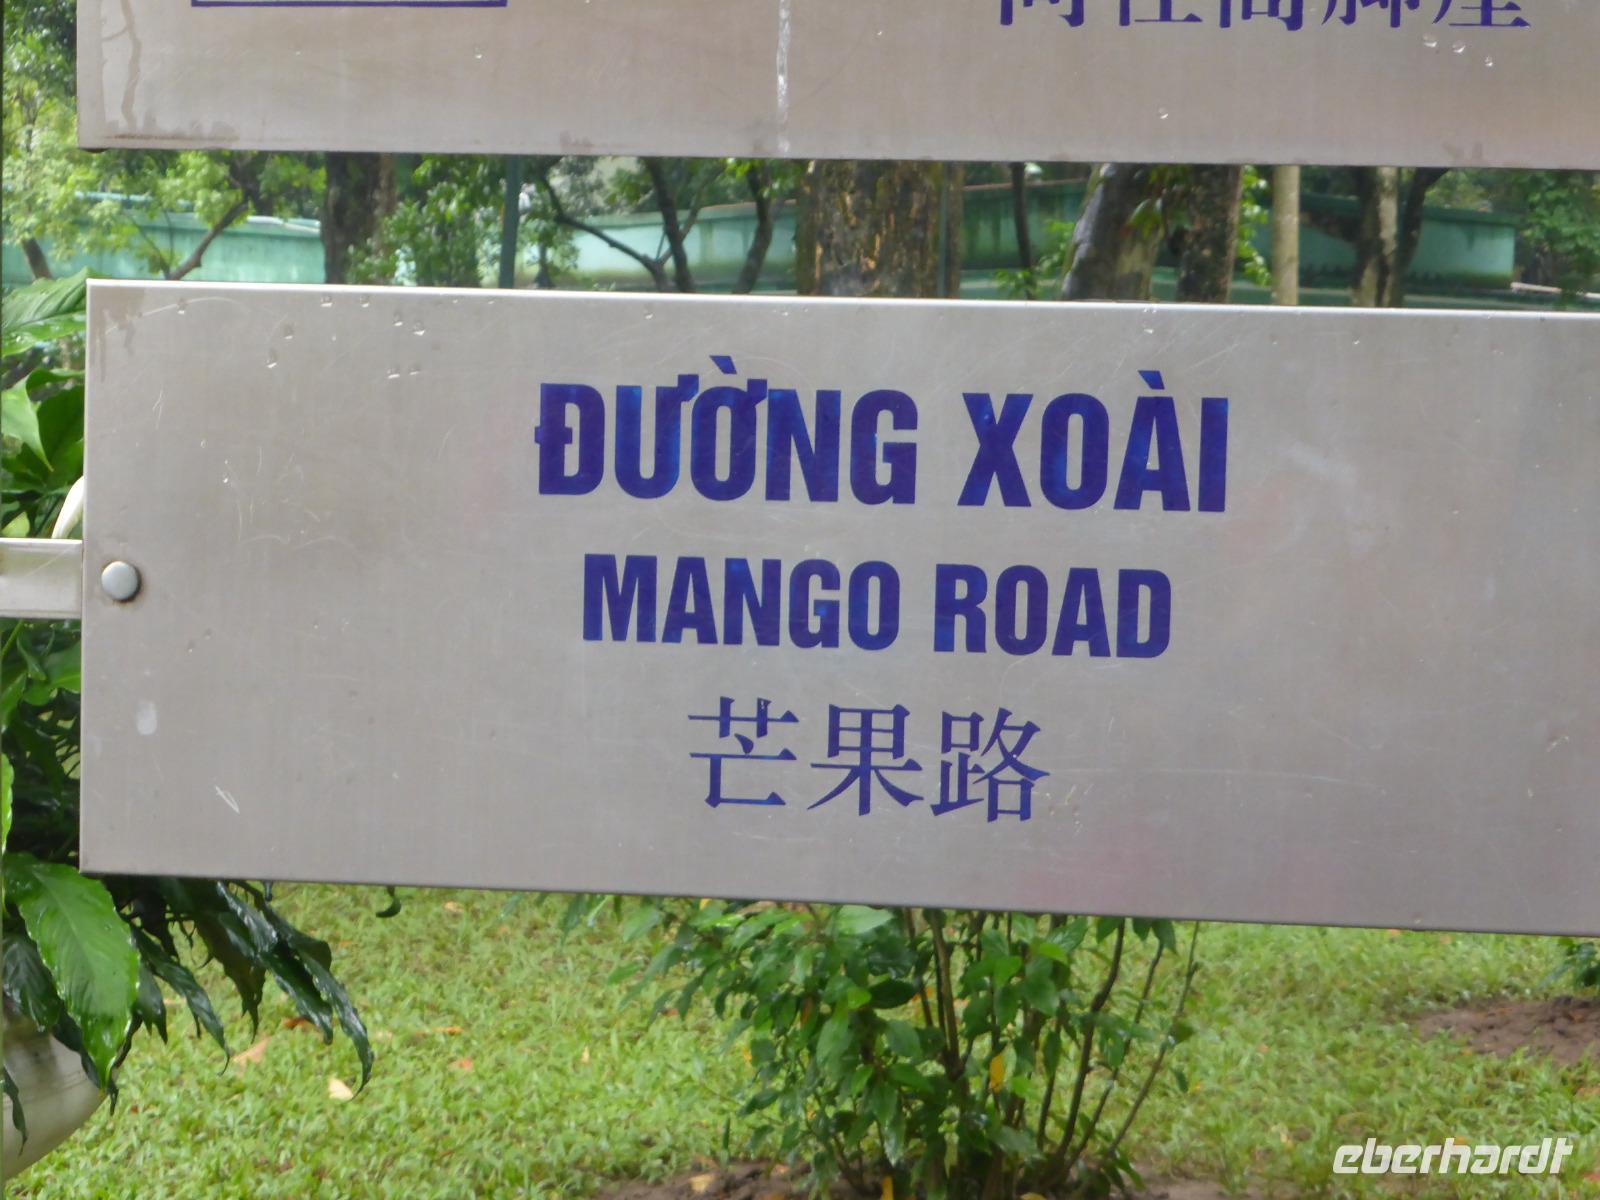 ĐƯỜNG XOÀI
MANGO ROAD
芒果路
eberhardt